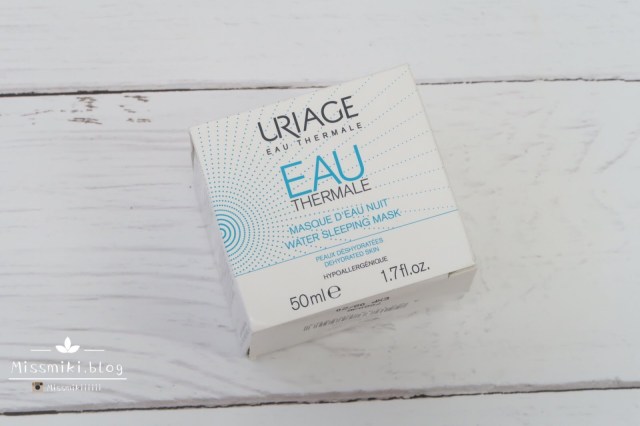 URIAGE
EAU THERMALE
EAU
THERMALE
MASQUE D'EAU NUIT
WATER SLEEPING MASK
PEAUX DÉSHYDRATÉES
DEHYDRATED SKIN
HYPOALLERGÉNIQUE
50ml e 1.7fl.oz.
Missmiki.blog